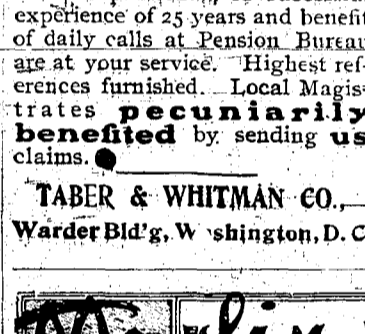 experience of 25 years and benefit
of daily calls at Pension Bureau
are at your service. Highest ref-
erences furnished. Local Magis-
trates pecuniarily
benefited by sending us
claims.
TABER & WHITMAN CO.,
Warder Bld'g, Washington, D. C